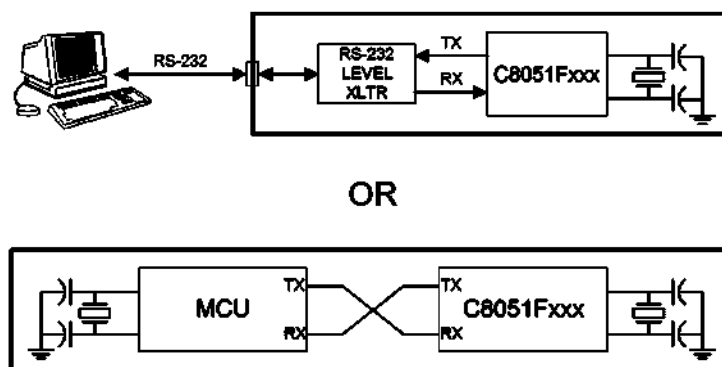 RS-232
RS-232
LEVEL
XLTR
TX
RX
C8051Fxxx
OR
MCU
TX
RX
TX
RX
C8051Fxxx